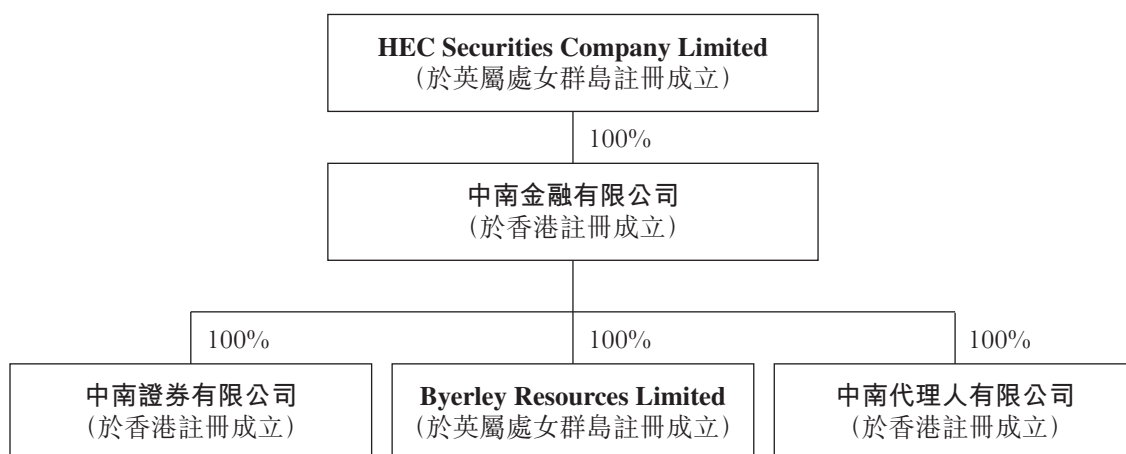 HEC Securities Company Limited
（於英屬處女群島註冊成立）
100%
中南金融有限公司
（於香港註冊成立）
100%
100%
100%
中南證券有限公司
（於香港註冊成立）
Byerley Resources Limited
（於英屬處女群島註冊成立）
中南代理人有限公司
（於香港註冊成立）